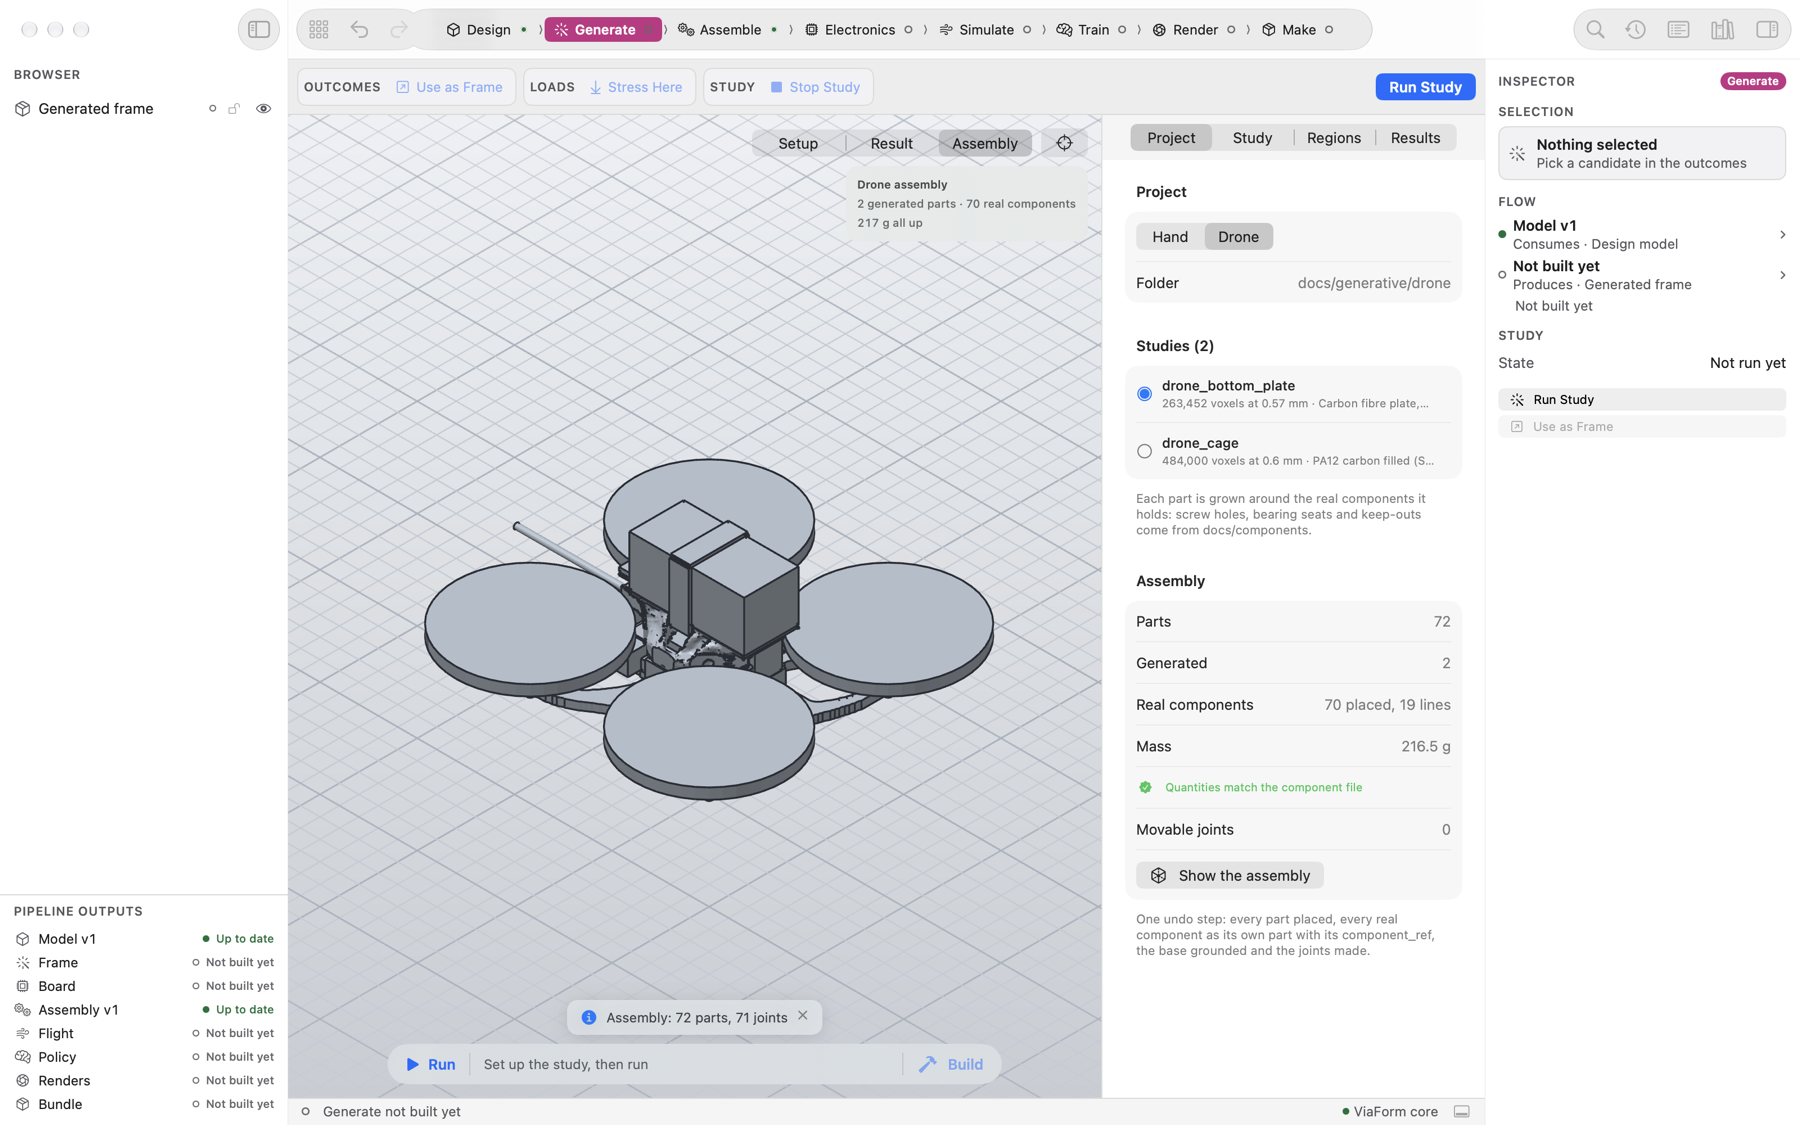 Design
Generate
Assemble
Electronics
Simulate
Train
Render
Make
BROWSER
Generated frame
OUTCOMES
Use as Frame
LOADS
Stress Here
STUDY
Stop Study
Run Study
Setup
Result
Assembly
Drone assembly
2 generated parts · 70 real components
217 g all up
Project
Study
Regions
Results
Project
Hand
Drone
Folder
docs/generative/drone
Studies (2)
drone_bottom_plate
263,452 voxels at 0.57 mm · Carbon fibre plate,...
drone_cage
484,000 voxels at 0.6 mm · PA12 carbon filled (S...
Each part is grown around the real components it
holds: screw holes, bearing seats and keep-outs
come from docs/components.
Assembly
Parts 72
Generated 2
Real components 70 placed, 19 lines
Mass 216.5 g
Quantities match the component file
Movable joints 0
Show the assembly
One undo step: every part placed, every real
component as its own part with its component_ref,
the base grounded and the joints made.
INSPECTOR
Generate
SELECTION
Nothing selected
Pick a candidate in the outcomes
FLOW
Model v1
Consumes · Design model
Not built yet
Produces · Generated frame
Not built yet
STUDY
State Not run yet
Run Study
Use as Frame
PIPELINE OUTPUTS
Model v1 Up to date
Frame Not built yet
Board Not built yet
Assembly v1 Up to date
Flight Not built yet
Policy Not built yet
Renders Not built yet
Bundle Not built yet
Assembly: 72 parts, 71 joints
Run
Set up the study, then run
Build
Generate not built yet
ViaForm core